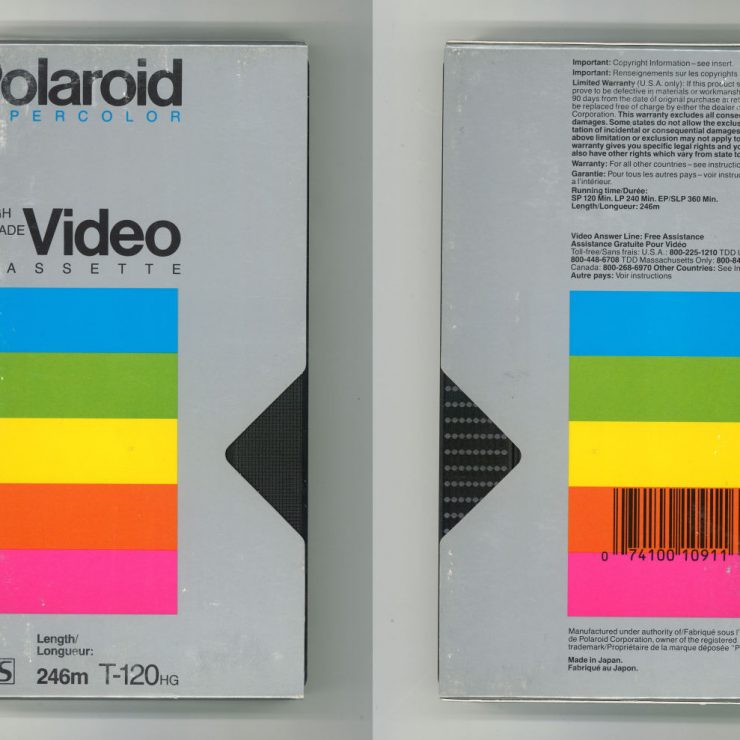 Polaroid
PERCOLOR
GH
ADE Video
ASSETTE
Length/
Longueur:
S 246m T-120HG
Important: Copyright Information–see insert.
Important: Renseignements sur les copyrights
Limited Warranty (U.S.A. only): If this product s
prove to be defective in materials or workmansh
90 days from the date of original purchase at ret
be replaced free of charge by either the dealer o
Corporation. This warranty excludes all conse
damages. Some states do not allow the exclus
tation of incidental or consequential damages
above limitation or exclusion may not apply to
warranty gives you specific legal rights and yo
also have other rights which vary from state to
Warranty: For all other countries–see instructio
Garantie: Pour tous les autres pays–voir instruc
a l'intérieur.
Running time/Durée:
SP 120 Min. LP 240 Min. EP/SLP 360 Min.
Length/Longueur: 246m
Video Answer Line: Free Assistance
Assistance Gratuite Pour Vidéo
Toll-free/Sans frais: U.S.A.: 800-225-1210 TDD U
800-448-6708 TDD Massachusetts Only: 800-84
Canada: 800-268-6970 Other Countries: See In
Autre pays: Voir instructions
0 74100 10911
Manufactured under authority of/Fabriqué sous l'
de Polaroid Corporation, owner of the registered
trademark/Propriétaire de la marque déposée "P
Made in Japan.
Fabriqué au Japon.